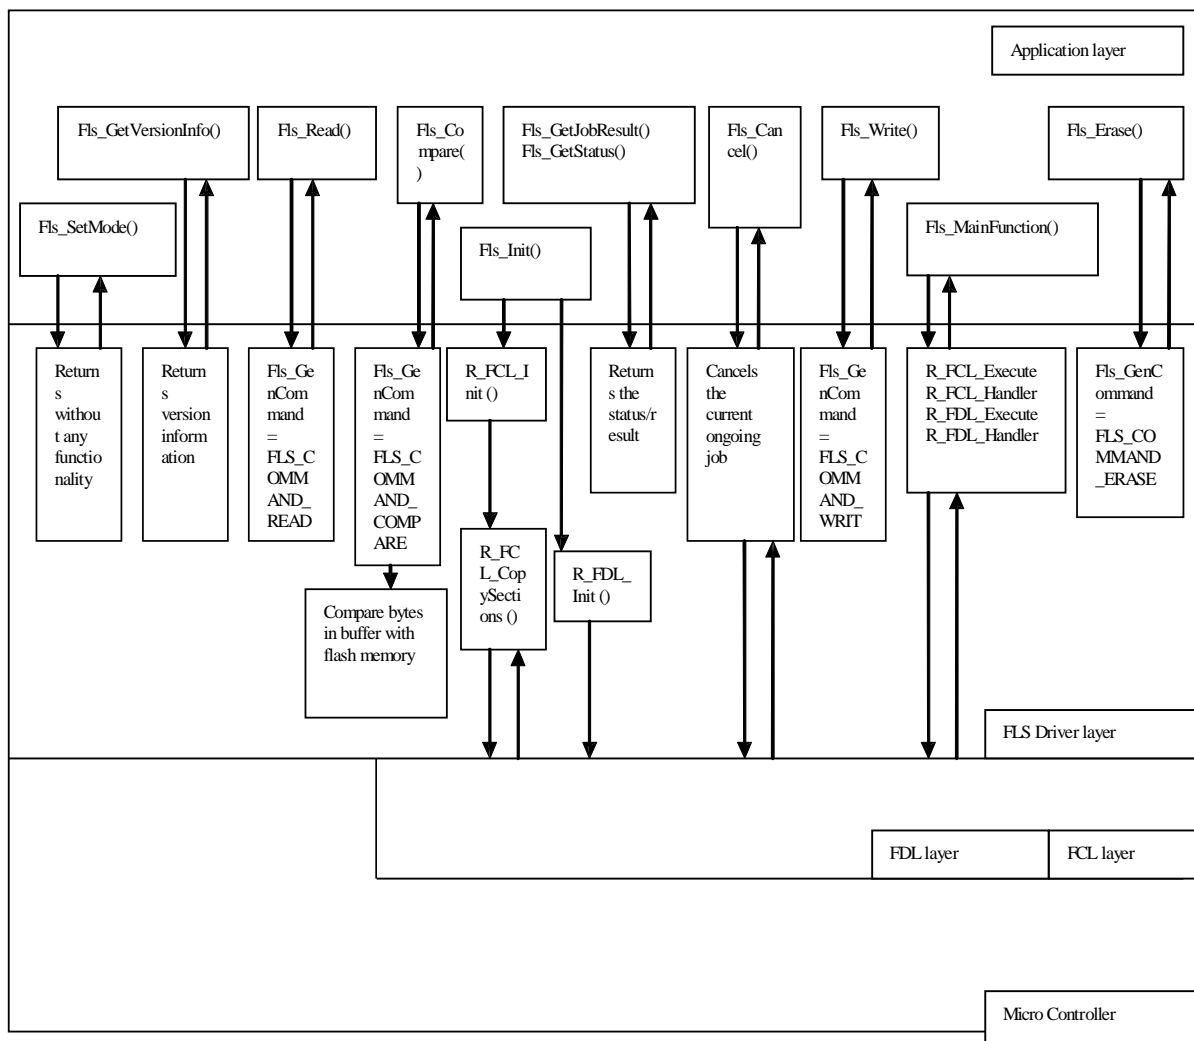 Application layer
Fls_GetVersionInfo()
Fls_Read()
Fls_Co
mpare(
)
Fls_GetJobResult()
Fls_GetStatus()
Fls_Can
cel()
Fls_Write()
Fls_Erase()
Fls_SetMode()
Fls_Init()
Fls_MainFunction()
Return
s
withou
t any
functio
nality
Return
s
version
inform
ation
Fls_Ge
nCom
mand
=
FLS_C
OMM
AND_
READ
Fls_Ge
nCom
mand
=
FLS_C
OMM
AND_
COMP
ARE
R_FCL_I
nit ()
Return
s the
status/r
esult
Cancels
the
current
ongoing
job
Fls_Ge
nCom
mand
=
FLS_C
OMM
AND_
WRIT
R_FCL_Execute
R_FCL_Handler
R_FDL_Execute
R_FDL_Handler
Fls_GenC
ommand
=
FLS_CO
MMAND
_ERASE
R_FC
L_Cop
ySecti
ons ()
R_FDL_
Init ()
Compare bytes
in buffer with
flash memory
FLS Driver layer
FDL layer
FCL layer
Micro Controller